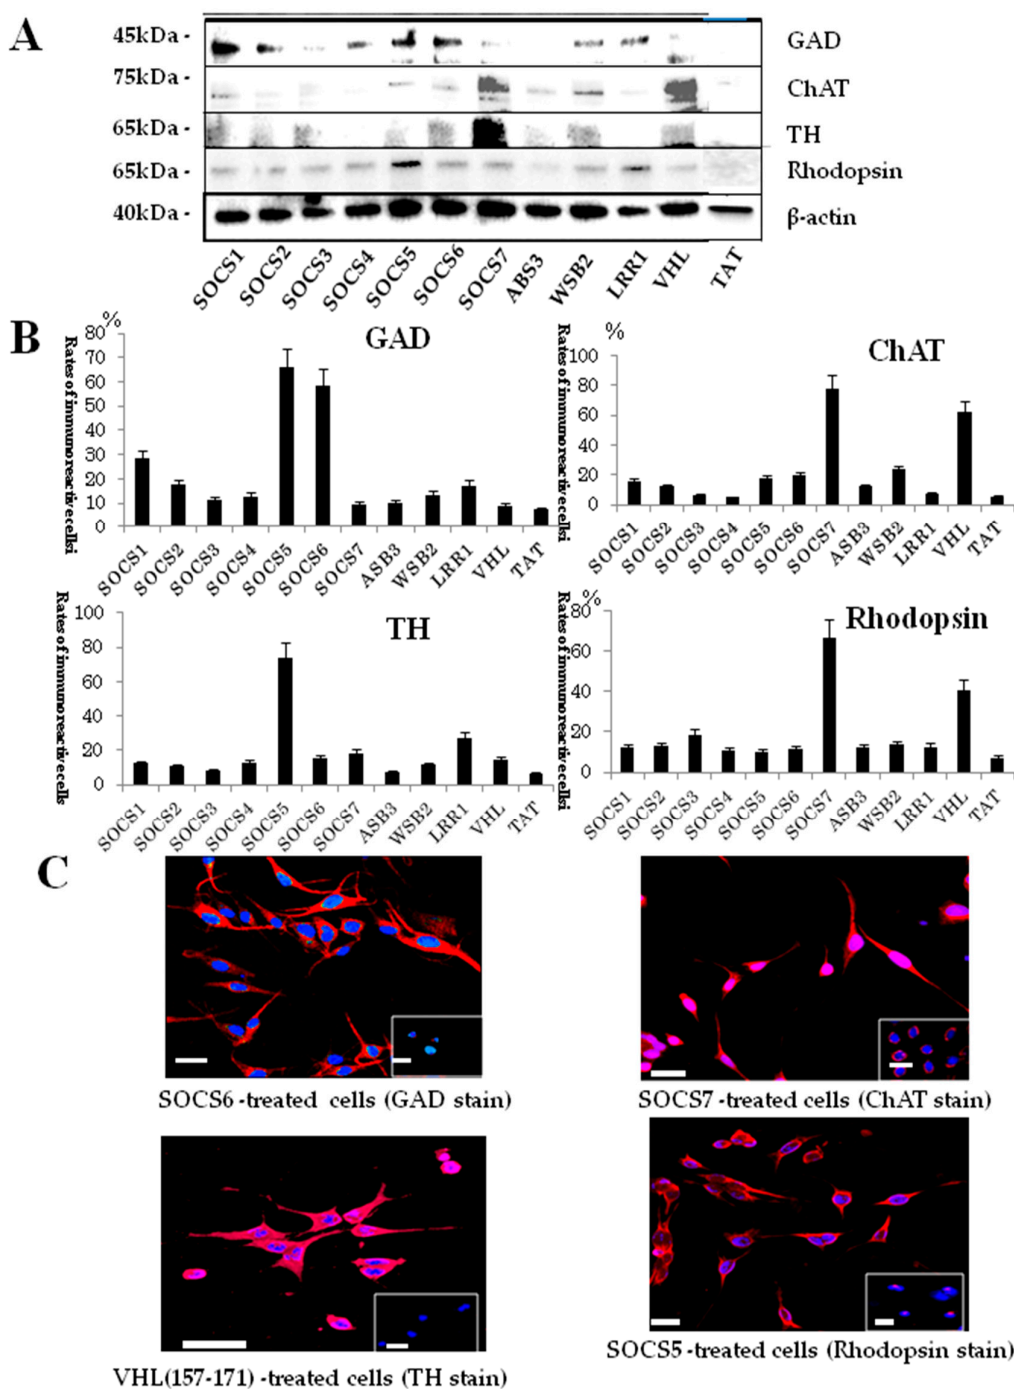 A
45kDa -
GAD
75kDa -
ChAT
65kDa -
TH
65kDa -
Rhodopsin
40kDa -
β-actin
SOCS1 SOCS2 SOCS3 SOCS4 SOCS5 SOCS6 SOCS7 ABS3 WSB2 LRR1 VHL TAT
B
%
GAD
Rates of immunoreactive cellsi
80
70
60
50
40
30
20
10
0
SOCS1 SOCS2 SOCS3 SOCS4 SOCS5 SOCS6 SOCS7 ASB3 WSB2 LRR1 VHL TAT
%
ChAT
Rates of immunoreactive cellsi
100
80
60
40
20
0
SOCS1 SOCS2 SOCS3 SOCS4 SOCS5 SOCS6 SOCS7 ASB3 WSB2 LRR1 VHL TAT
TH
Rates of immunoreactive cells
100
80
60
40
20
0
SOCS1 SOCS2 SOCS3 SOCS4 SOCS5 SOCS6 SOCS7 ASB3 WSB2 LRR1 VHL TAT
%
Rhodopsin
Rates of immunoreactive cellsi
80
60
40
20
0
SOCS1 SOCS2 SOCS3 SOCS4 SOCS5 SOCS6 SOCS7 ASB3 WSB2 LRR1 VHL TAT
C
SOCS6 -treated cells (GAD stain)
SOCS7 -treated cells (ChAT stain)
VHL(157-171) -treated cells (TH stain)
SOCS5 -treated cells (Rhodopsin stain)